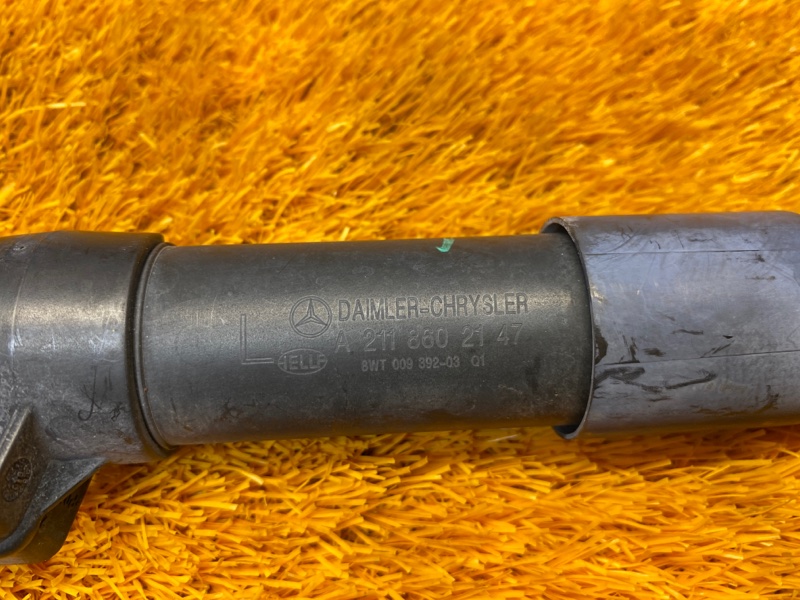 DAIMLER-CHRYSLER
L
A 211 860 21 47
HELLA
8WT 009 392-03 01